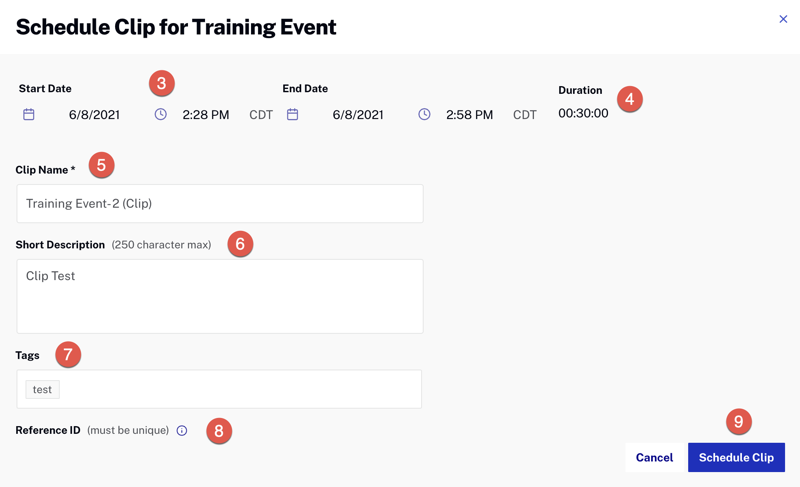 Schedule Clip for Training Event
Start Date 3 End Date Duration 4
6/8/2021 2:28 PM CDT 6/8/2021 2:58 PM CDT 00:30:00
Clip Name * 5
Training Event-2 (Clip)
Short Description (250 character max) 6
Clip Test
Tags 7
test
Reference ID (must be unique) 8
9
Cancel Schedule Clip